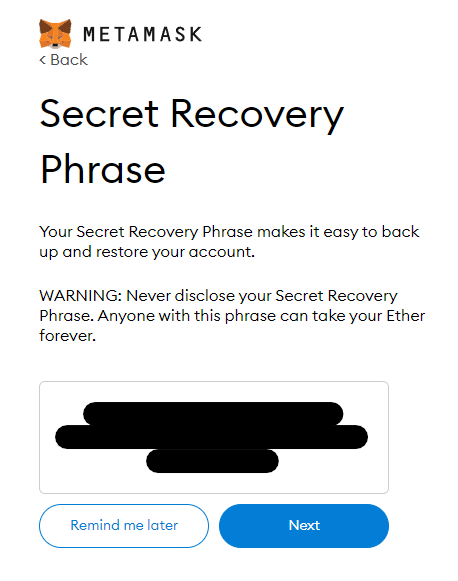 METAMASK
< Back
Secret Recovery
Phrase
Your Secret Recovery Phrase makes it easy to back
up and restore your account.
WARNING: Never disclose your Secret Recovery
Phrase. Anyone with this phrase can take your Ether
forever.
Remind me later
Next